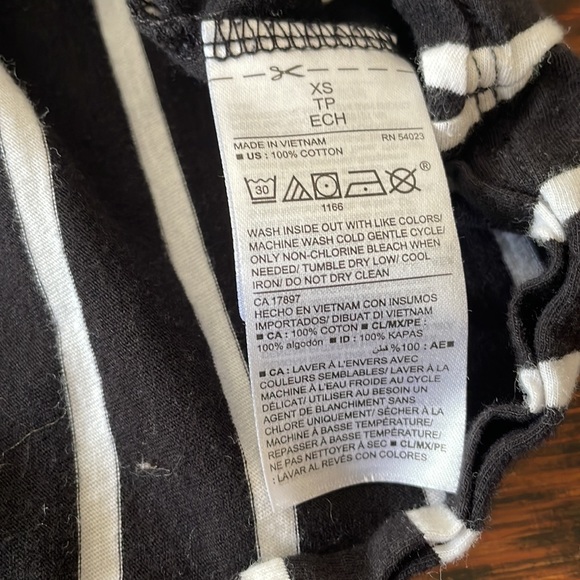 XS
TP
ECH
MADE IN VIETNAM RN 54023
■ US : 100% COTTON
30
®
1166
WASH INSIDE OUT WITH LIKE COLORS/
MACHINE WASH COLD GENTLE CYCLE/
ONLY NON-CHLORINE BLEACH WHEN
NEEDED/ TUMBLE DRY LOW/ COOL
IRON/ DO NOT DRY CLEAN
CA 17897
HECHO EN VIETNAM CON INSUMOS
IMPORTADOS/ DIBUAT DI VIETNAM
■ CA : 100% COTON ■ CL/MX/PE :
100% algodón ■ ID : 100% KAPAS
■ AE : 100% قطن
■ CA : LAVER À L'ENVERS AVEC
COULEURS SEMBLABLES/ LAVER À LA
MACHINE À L'EAU FROIDE AU CYCLE
DÉLICAT/ UTILISER AU BESOIN UN
AGENT DE BLANCHIMENT SANS
CHLORE UNIQUEMENT/ SÉCHER À LA
MACHINE À BASSE TEMPÉRATURE/
REPASSER À BASSE TEMPÉRATURE/
NE PAS NETTOYER À SEC ■ CL/MX/PE
: LAVAR AL REVÉS CON COLORES